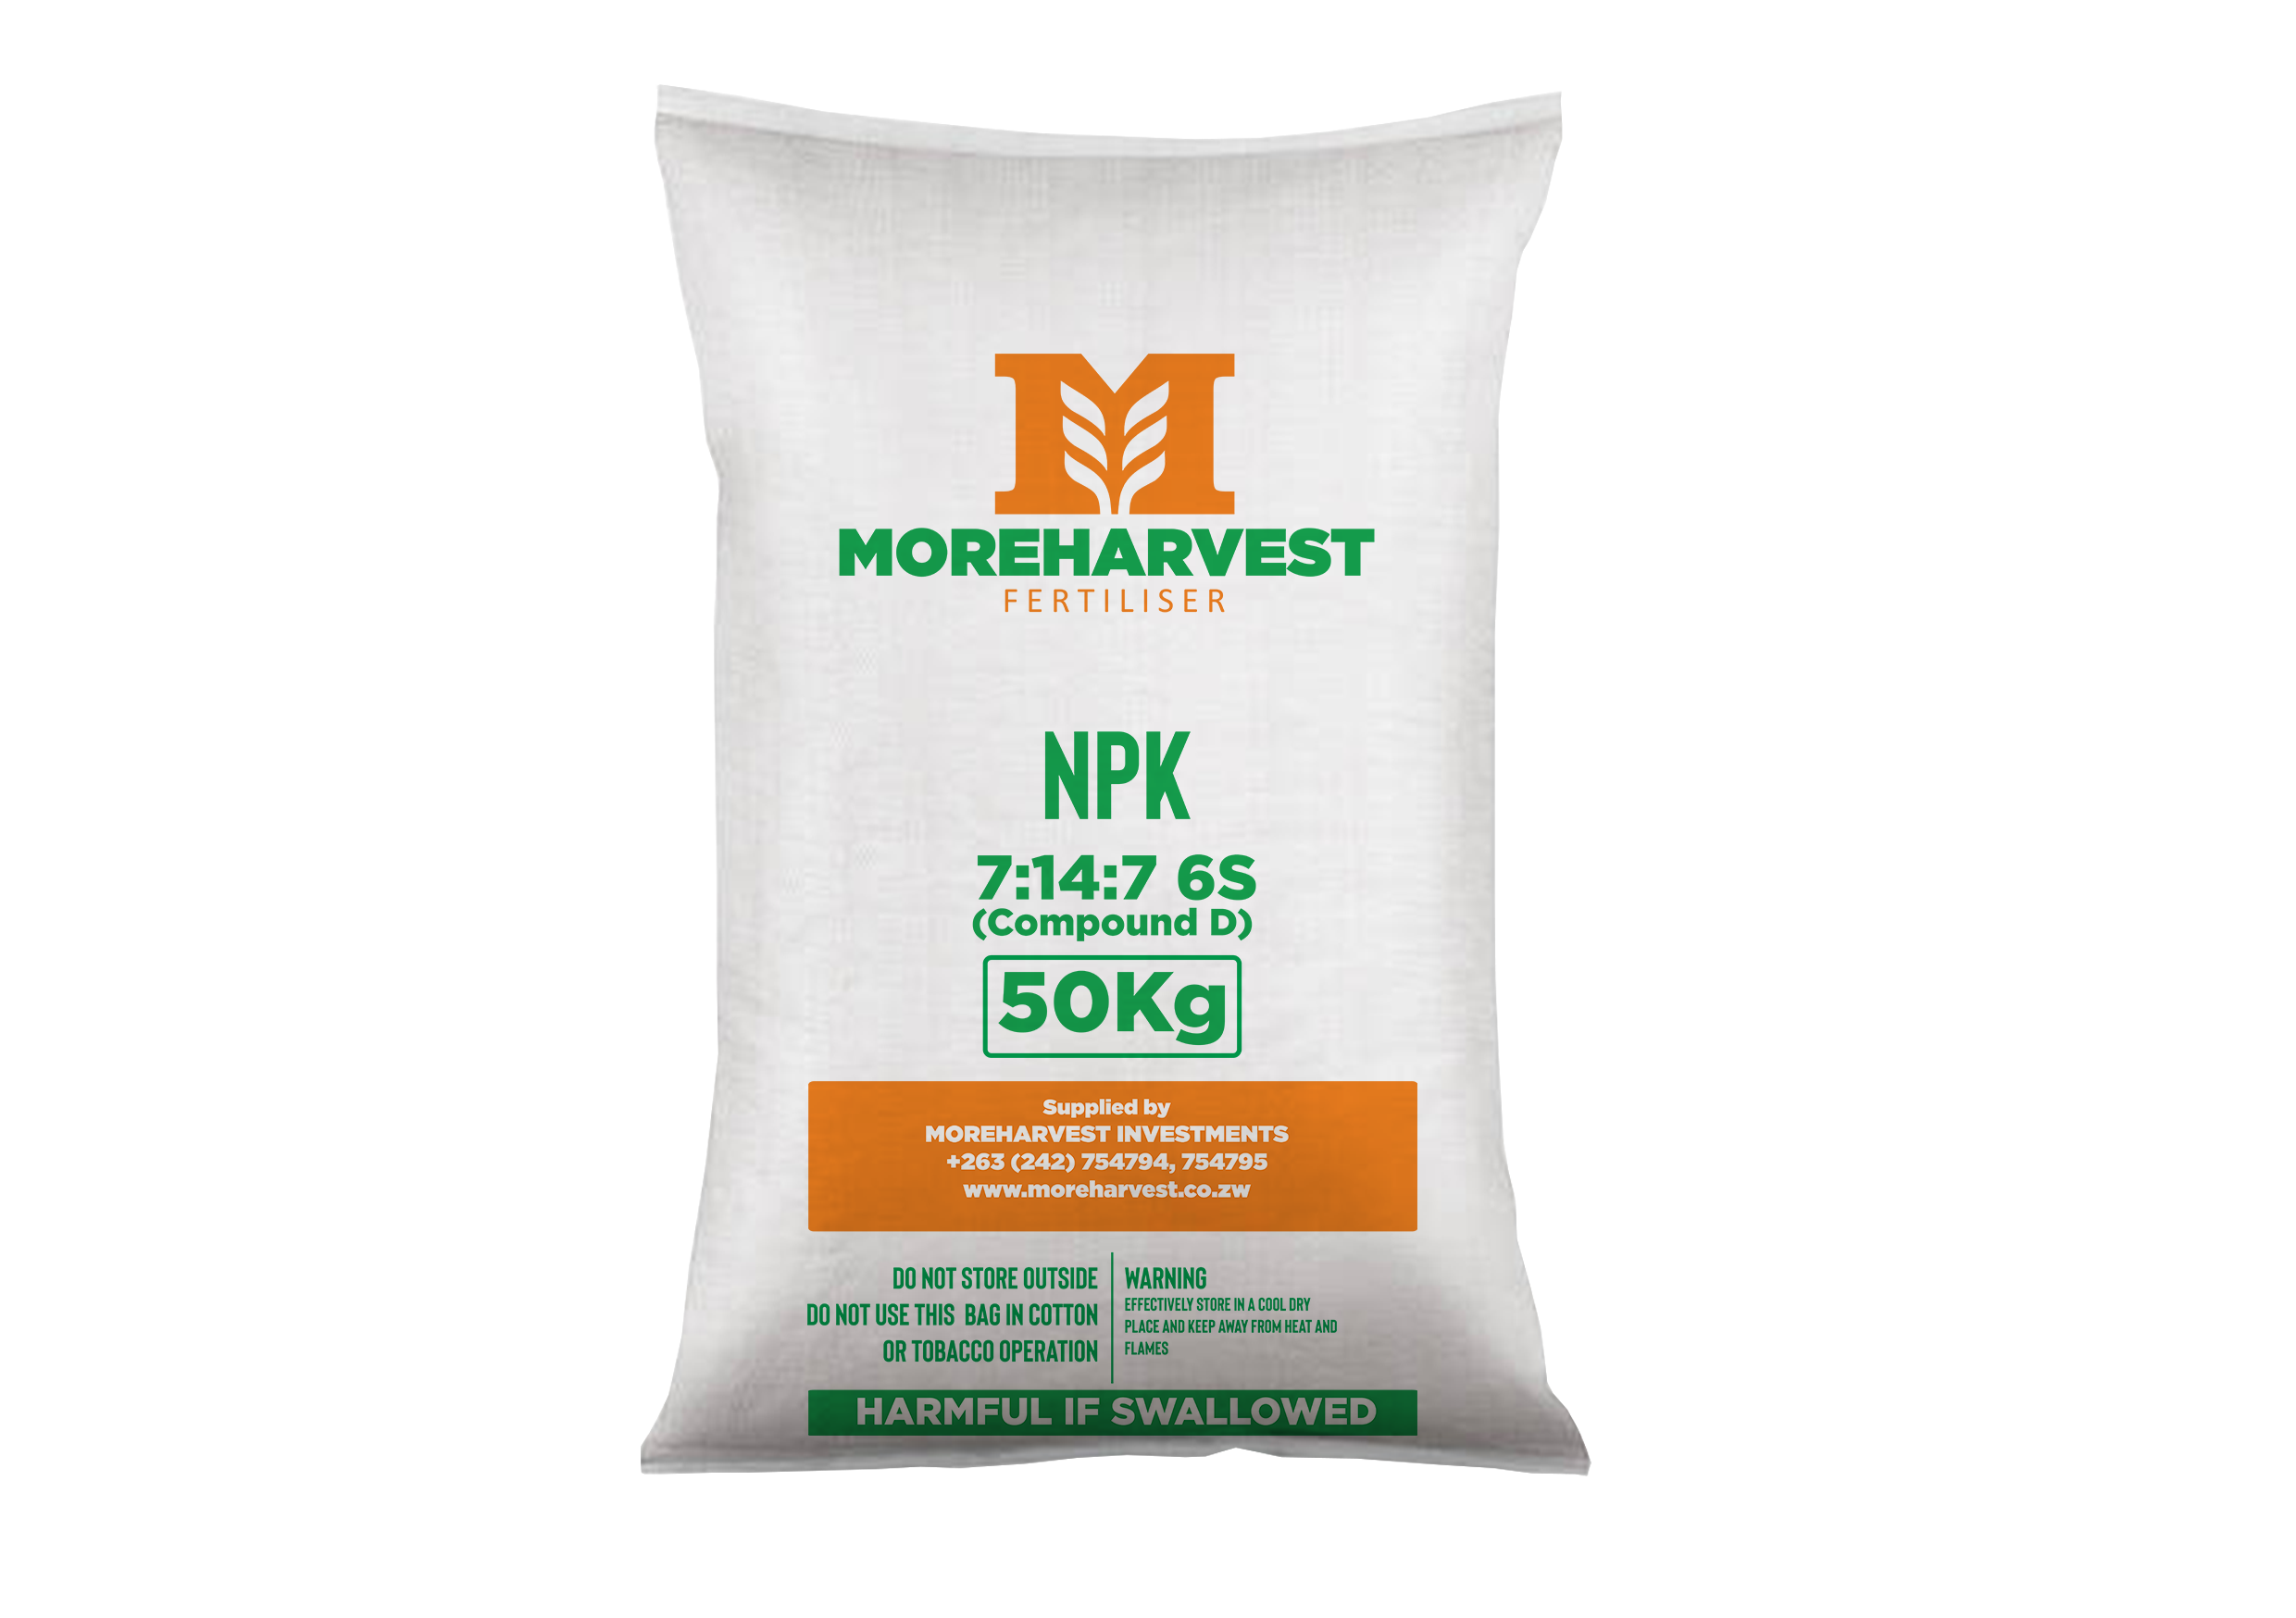 M
MOREHARVEST
FERTILISER
NPK
7:14:7 6S
(Compound D)
50Kg
Supplied by
MOREHARVEST INVESTMENTS
+263 (242) 754794, 754795
www.moreharvest.co.zw
DO NOT STORE OUTSIDE
DO NOT USE THIS BAG IN COTTON
OR TOBACCO OPERATION
WARNING
EFFECTIVELY STORE IN A COOL DRY
PLACE AND KEEP AWAY FROM HEAT AND
FLAMES
HARMFUL IF SWALLOWED